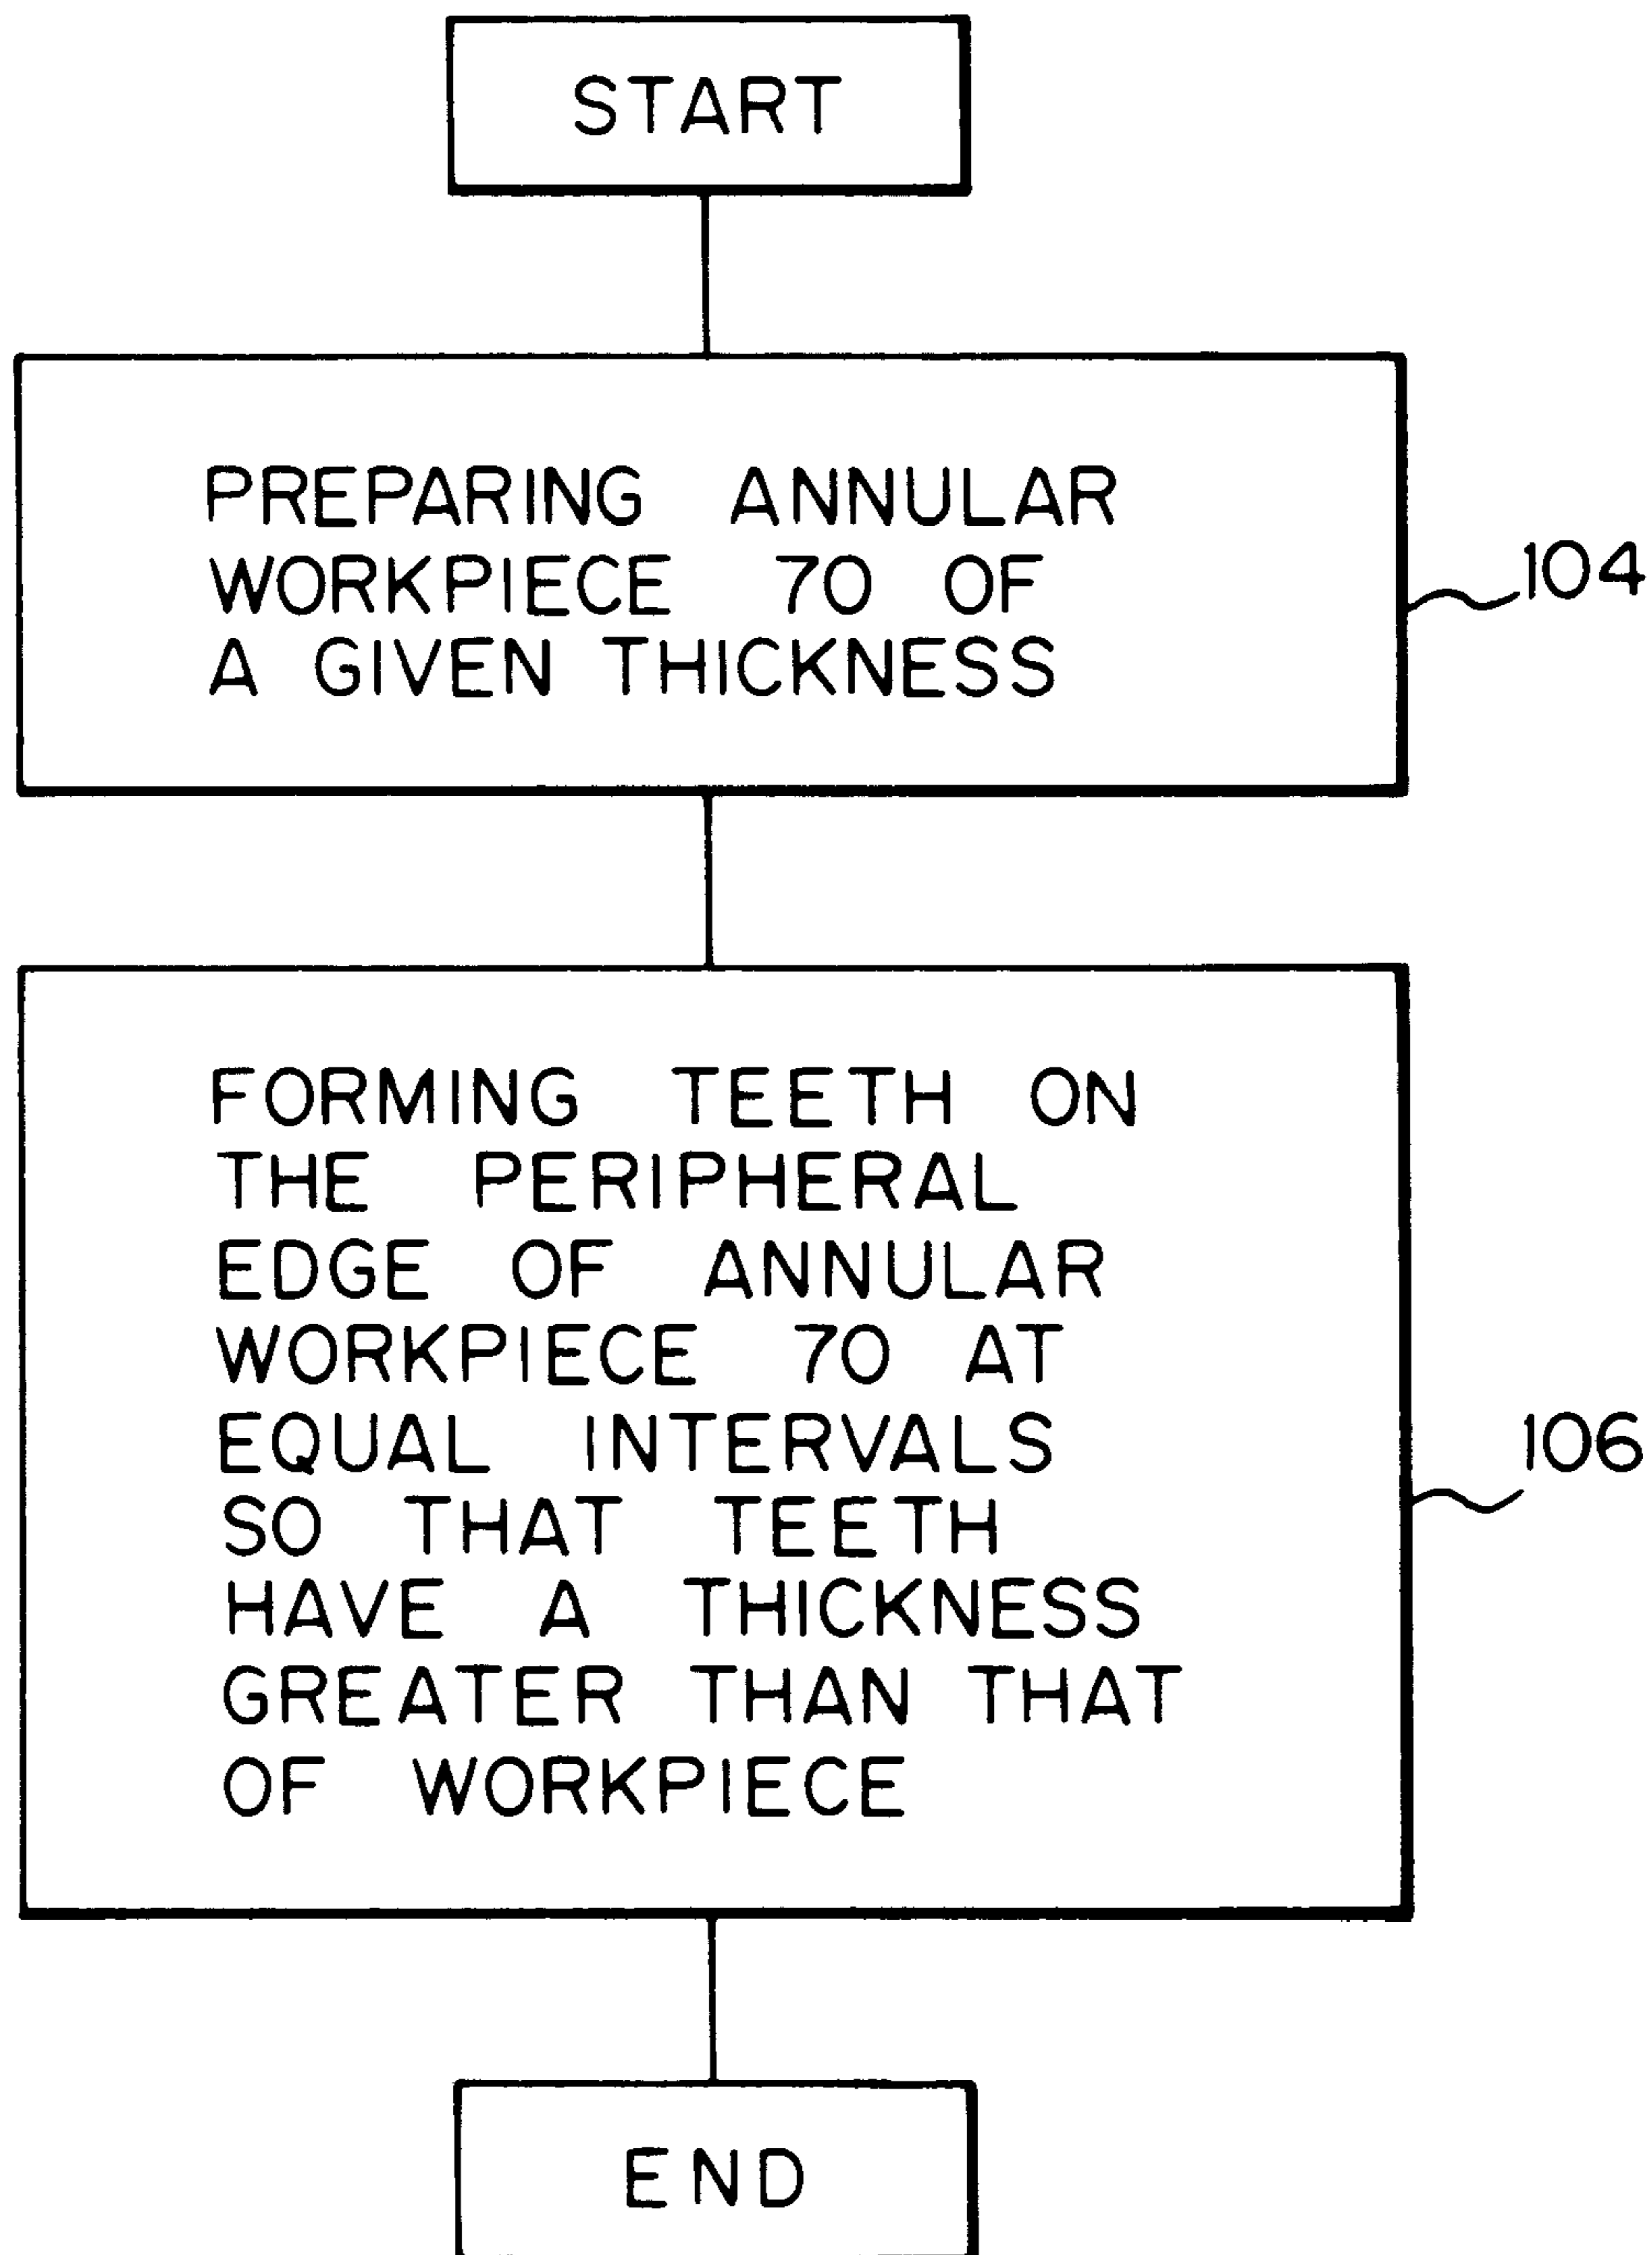 START
PREPARING ANNULAR
WORKPIECE 70 OF
A GIVEN THICKNESS
104
FORMING TEETH ON
THE PERIPHERAL
EDGE OF ANNULAR
WORKPIECE 70 AT
EQUAL INTERVALS
SO THAT TEETH
HAVE A THICKNESS
GREATER THAN THAT
OF WORKPIECE
106
END